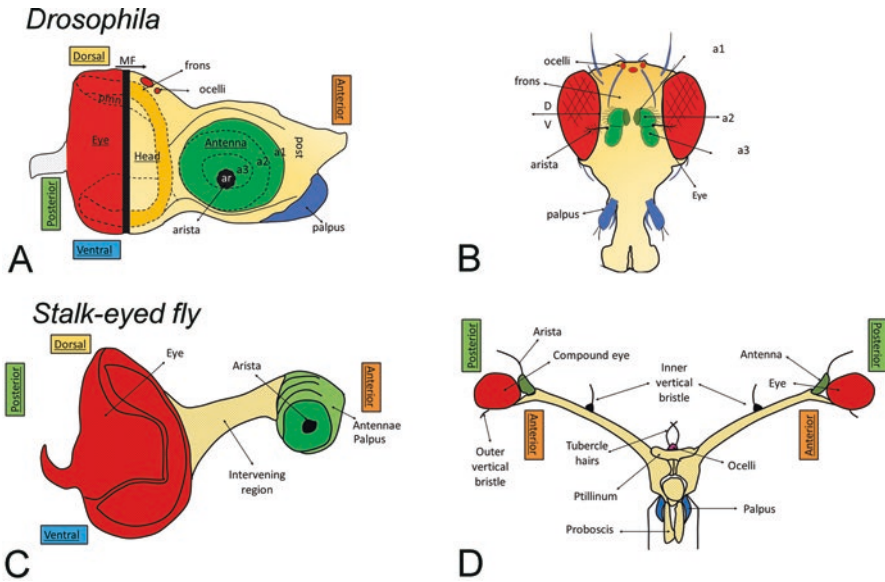 Drosophila
Dorsal
MF
frons
ocelli
Anterior
Eye
Head
Antenna
a1
a2
a3
ar
post
Posterior
arista
palpus
Ventral
A
ocelli
a1
frons
D
V
a2
a3
arista
Eye
palpus
B
Stalk-eyed fly
Dorsal
Eye
Arista
Posterior
Anterior
Antennae
Palpus
Intervening
region
Ventral
C
Posterior
Arista
Compound eye
Inner
vertical
bristle
Antenna
Eye
Posterior
Anterior
Anterior
Outer
vertical
bristle
Tubercle
hairs
Ocelli
Ptillinum
Palpus
Proboscis
D